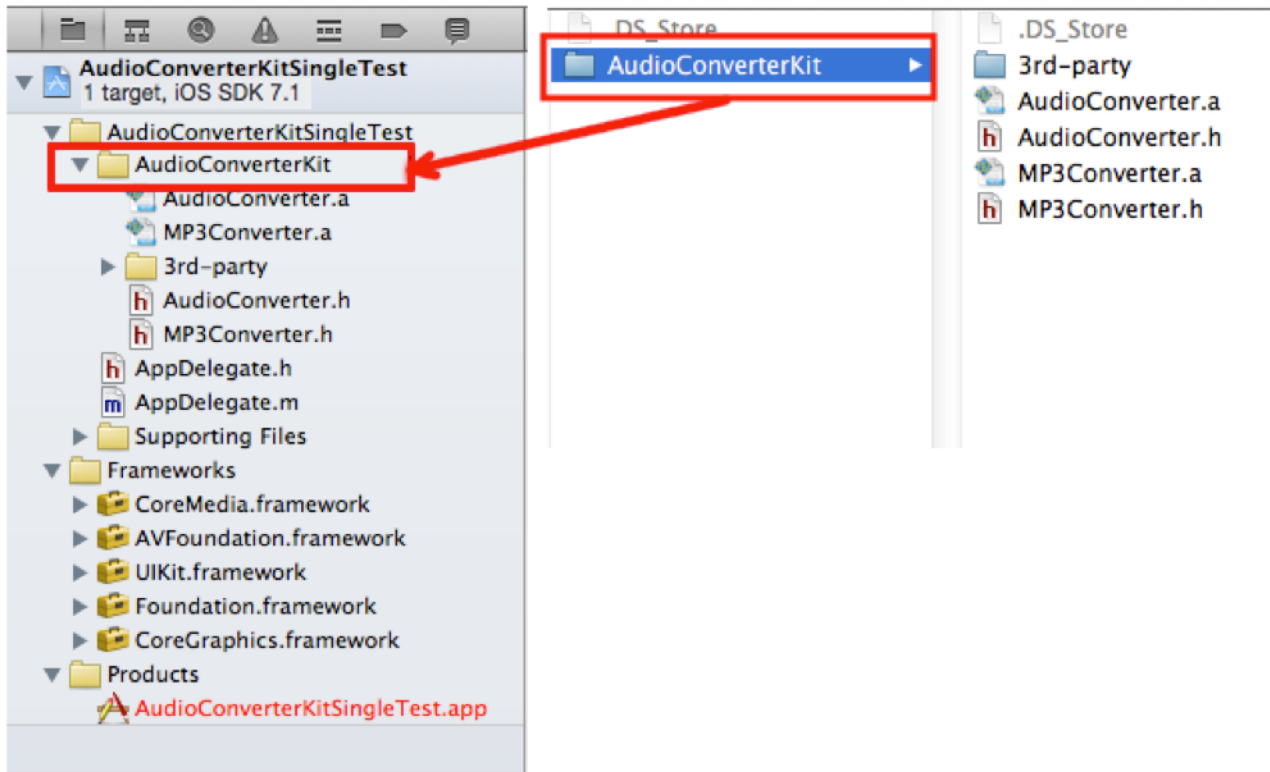 AudioConverterKitSingleTest
1 target, iOS SDK 7.1
AudioConverterKitSingleTest
AudioConverterKit
AudioConverter.a
MP3Converter.a
3rd-party
AudioConverter.h
MP3Converter.h
AppDelegate.h
AppDelegate.m
Supporting Files
Frameworks
CoreMedia.framework
AVFoundation.framework
UIKit.framework
Foundation.framework
CoreGraphics.framework
Products
AudioConverterKitSingleTest.app
.DS_Store
AudioConverterKit
.DS_Store
3rd-party
AudioConverter.a
AudioConverter.h
MP3Converter.a
MP3Converter.h